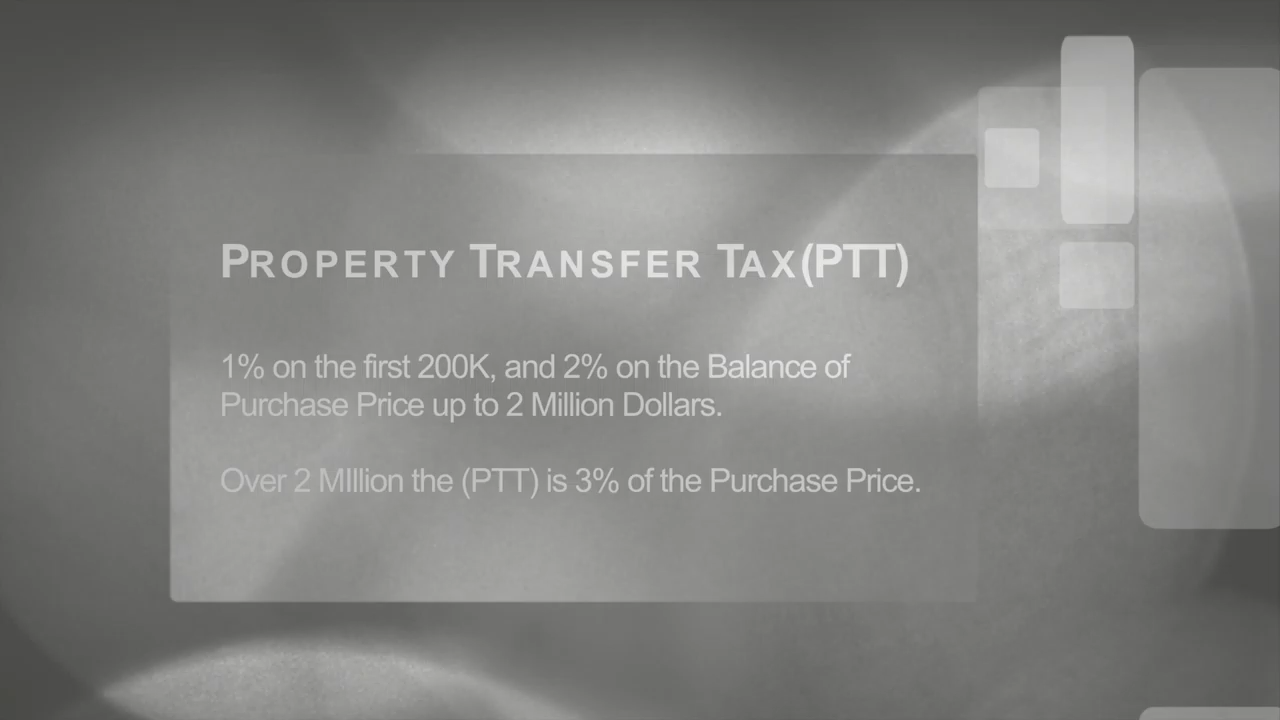 Property Transfer Tax(PTT)
1% on the first 200K, and 2% on the Balance of
Purchase Price up to 2 Million Dollars.
Over 2 MIllion the (PTT) is 3% of the Purchase Price.